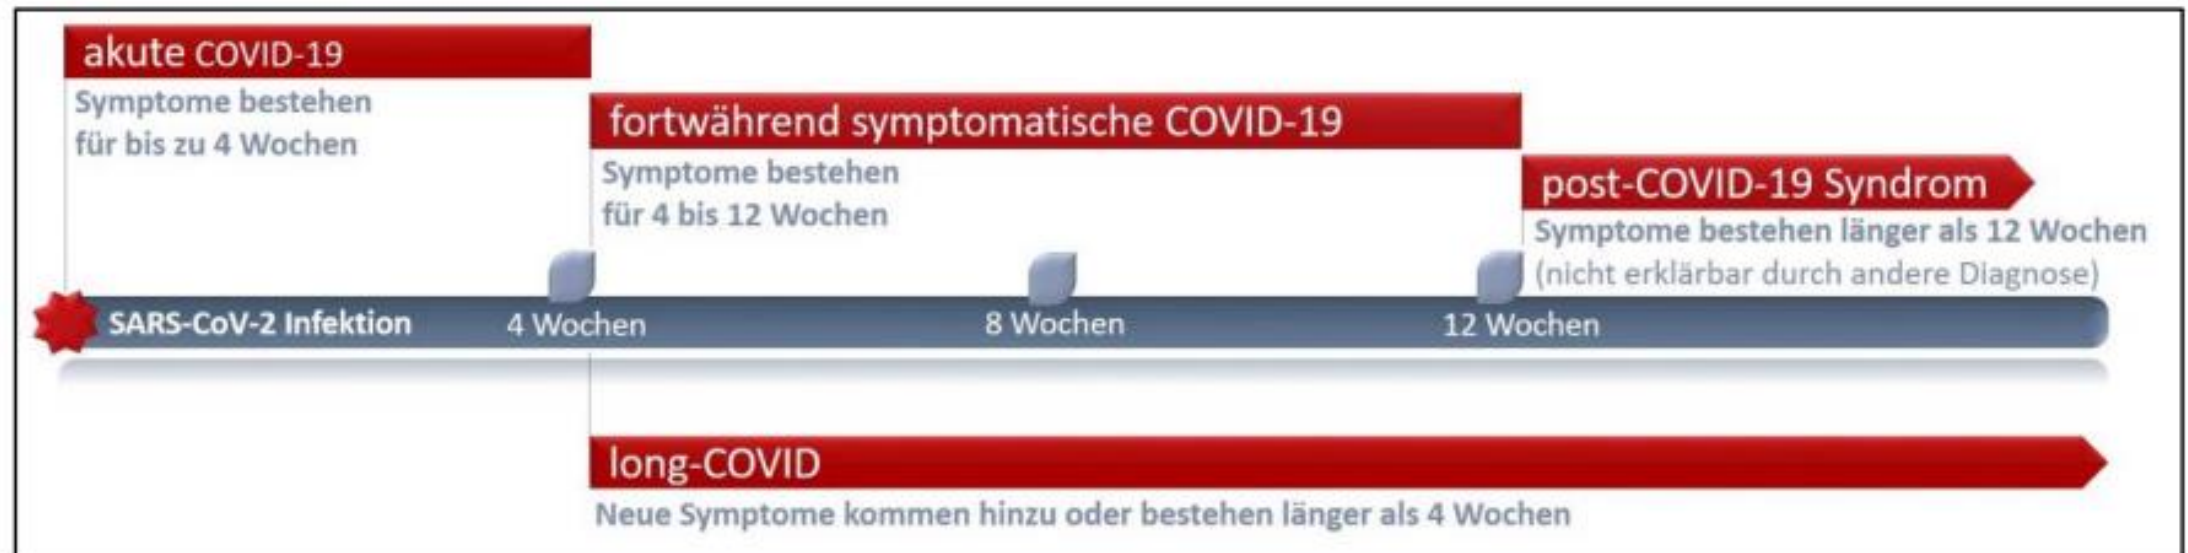 akute COVID-19
Symptome bestehen
für bis zu 4 Wochen
fortwährend symptomatische COVID-19
Symptome bestehen
für 4 bis 12 Wochen
post-COVID-19 Syndrom
Symptome bestehen länger als 12 Wochen
(nicht erklärbar durch andere Diagnose)
SARS-CoV-2 Infektion
4 Wochen
8 Wochen
12 Wochen
long-COVID
Neue Symptome kommen hinzu oder bestehen länger als 4 Wochen